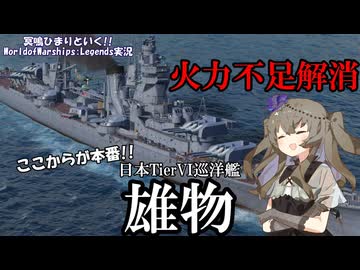 冥鳴ひまりといく!!
WorldofWarships:Legends実況
火力不足解消
ここからが本番!!
日本TierVI巡洋艦
雄物